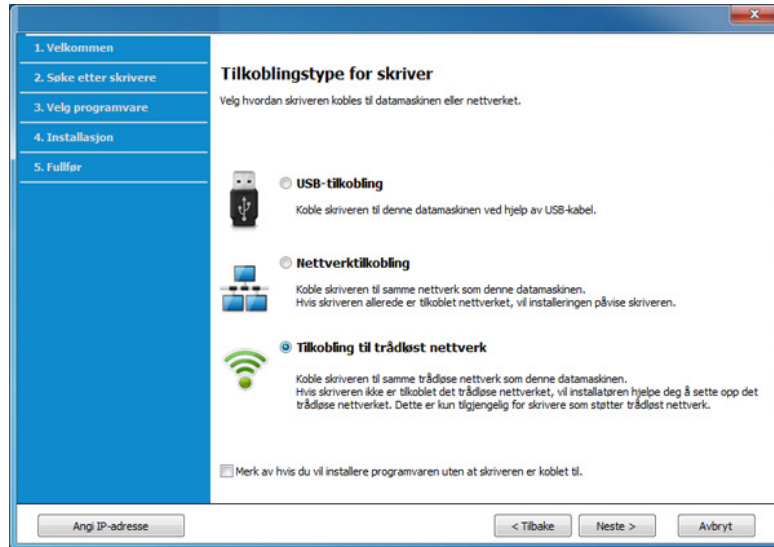 1. Velkommen
2. Søke etter skrivere
3. Velg programvare
4. Installasjon
5. Fullfør
Tilkoblingstype for skriver
Velg hvordan skriveren kobles til datamaskinen eller nettverket.
USB-tilkobling
Koble skriveren til denne datamaskinen ved hjelp av USB-kabel.
Nettverktilkobling
Koble skriveren til samme nettverk som denne datamaskinen.
Hvis skriveren allerede er tilkoblet nettverket, vil installeringen påvise skriveren.
Tilkobling til trådløst nettverk
Koble skriveren til samme trådløse nettverk som denne datamaskinen.
Hvis skriveren ikke er tilkoblet det trådløse nettverket, vil installatøren hjelpe deg å sette opp det
trådløse nettverket. Dette er kun tilgjengelig for skrivere som støtter trådløst nettverk.
Merk av hvis du vil installere programvaren uten at skriveren er koblet til.
Angi IP-adresse
< Tilbake
Neste >
Avbryt